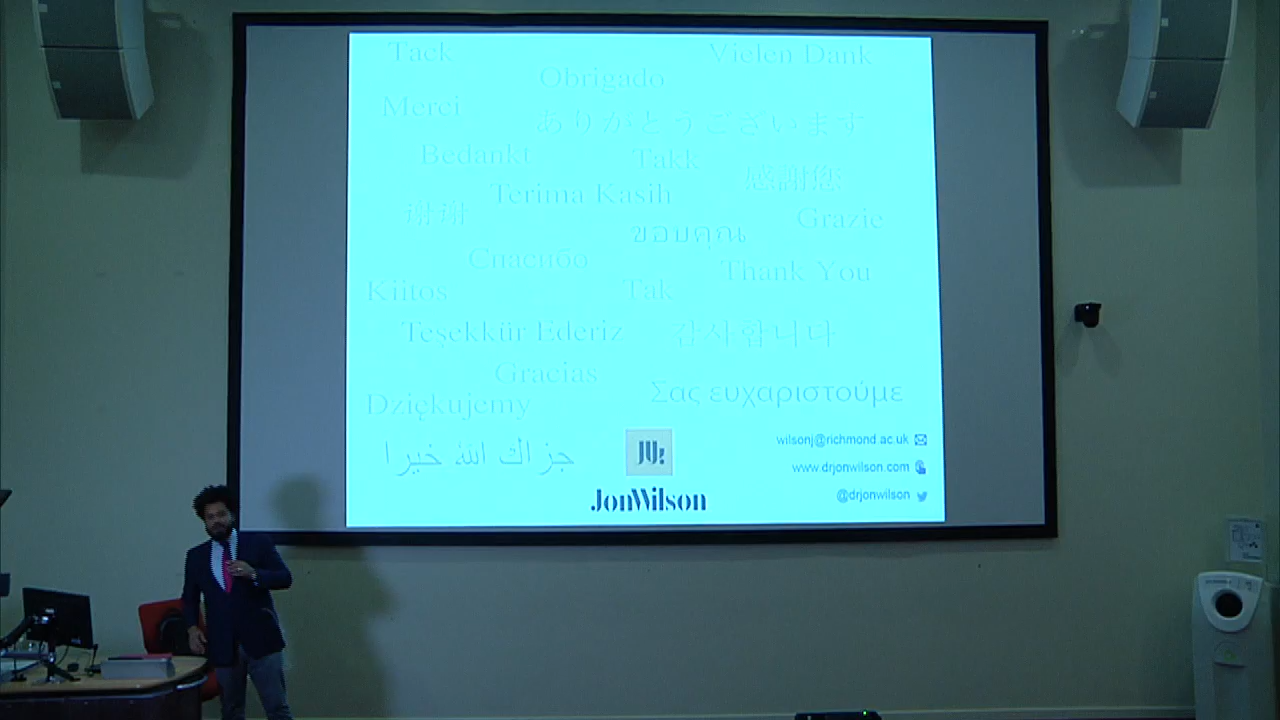 Tack
Vielen Dank
Obrigado
Merci
ありがとうございます
Bedankt
Takk
感謝您
Terima Kasih
謝謝
Grazie
ขอบคุณ
Спасибо
Thank You
Kiitos
Tak
Teşekkür Ederiz
감사합니다
Gracias
Σας ευχαριστούμε
Dziękujemy
جزاك الله خيرا
JW:
JonWilson
wilsonj@richmond.ac.uk
www.drjonwilson.com
@drjonwilson